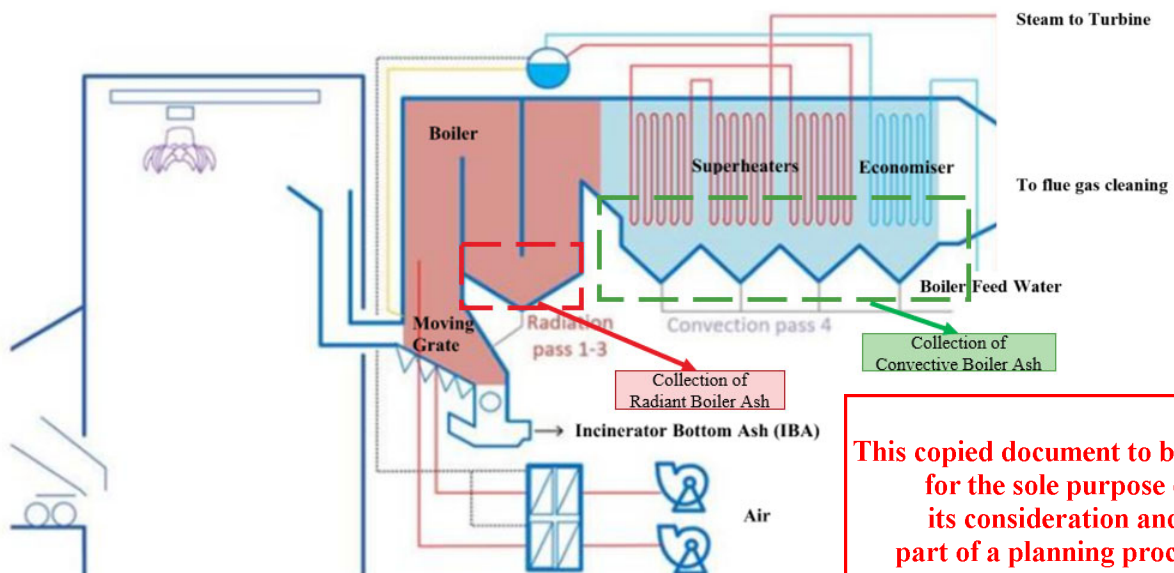 Steam to Turbine
Boiler
Superheaters
Economiser
To flue gas cleaning
Boiler Feed Water
Moving
Grate
Radiation
pass 1-3
Convection pass 4
Collection of
Convective Boiler Ash
Collection of
Radiant Boiler Ash
Incinerator Bottom Ash (IBA)
Air
This copied document to b
for the sole purpose
its consideration and
part of a planning proc